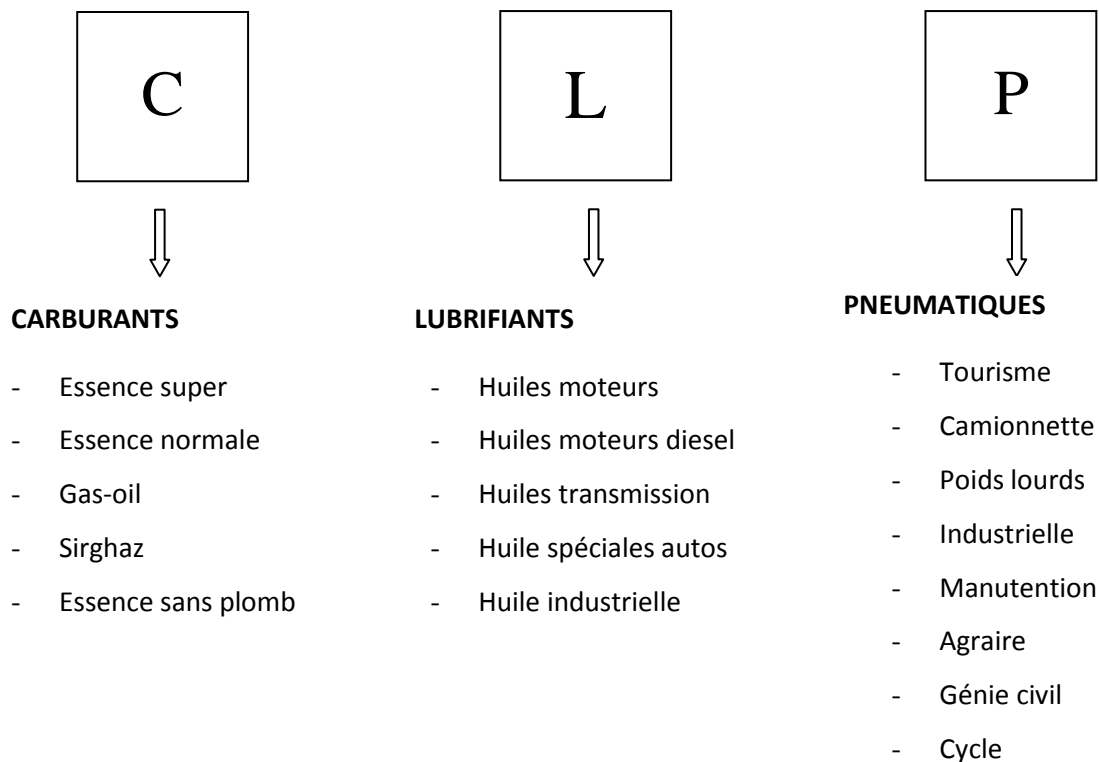 C
L
P
CARBURANTS
- Essence super
- Essence normale
- Gas-oil
- Sirghaz
- Essence sans plomb
LUBRIFIANTS
- Huiles moteurs
- Huiles moteurs diesel
- Huiles transmission
- Huile spéciales autos
- Huile industrielle
PNEUMATIQUES
- Tourisme
- Camionnette
- Poids lourds
- Industrielle
- Manutention
- Agraire
- Génie civil
- Cycle